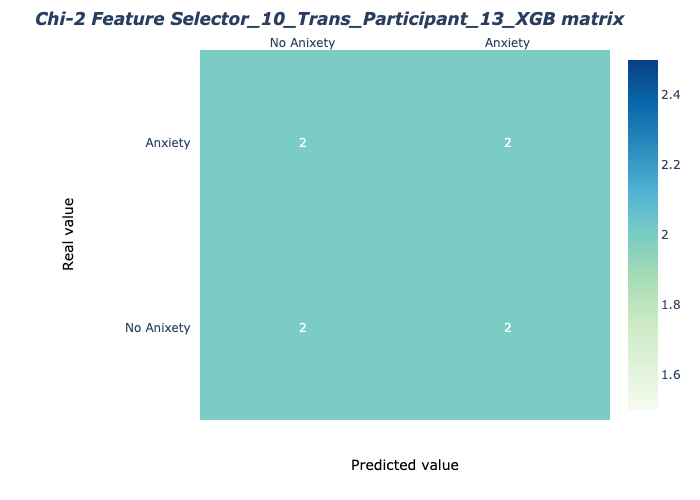 Chi-2 Feature Selector_10_Trans_Participant_13_XGB matrix
No Anixety Anxiety
2.4
Anxiety 2 2
2.2
Real value
2
1.8
No Anixety 2 2
1.6
Predicted value